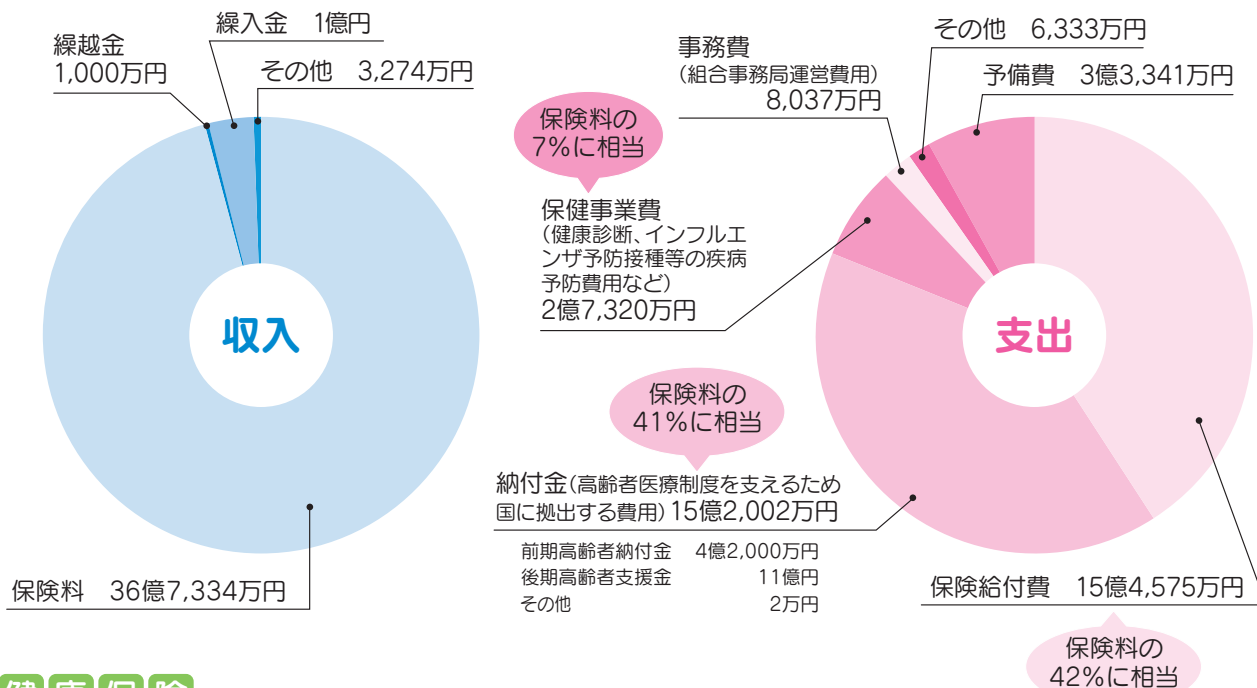 繰越金
1,000万円
繰入金　1億円
その他　3,274万円
収入
保険料　36億7,334万円
その他　6,333万円
事務費
（組合事務局運営費用）
8,037万円
予備費　3億3,341万円
保険料の
7%に相当
保健事業費
（健康診断、インフルエ
ンザ予防接種等の疾病
予防費用など）
2億7,320万円
支出
保険料の
41%に相当
納付金（高齢者医療制度を支えるため
国に拠出する費用）15億2,002万円
前期高齢者納付金　4億2,000万円
後期高齢者支援金　11億円
その他　2万円
保険給付費　15億4,575万円
保険料の
42%に相当
健康保険